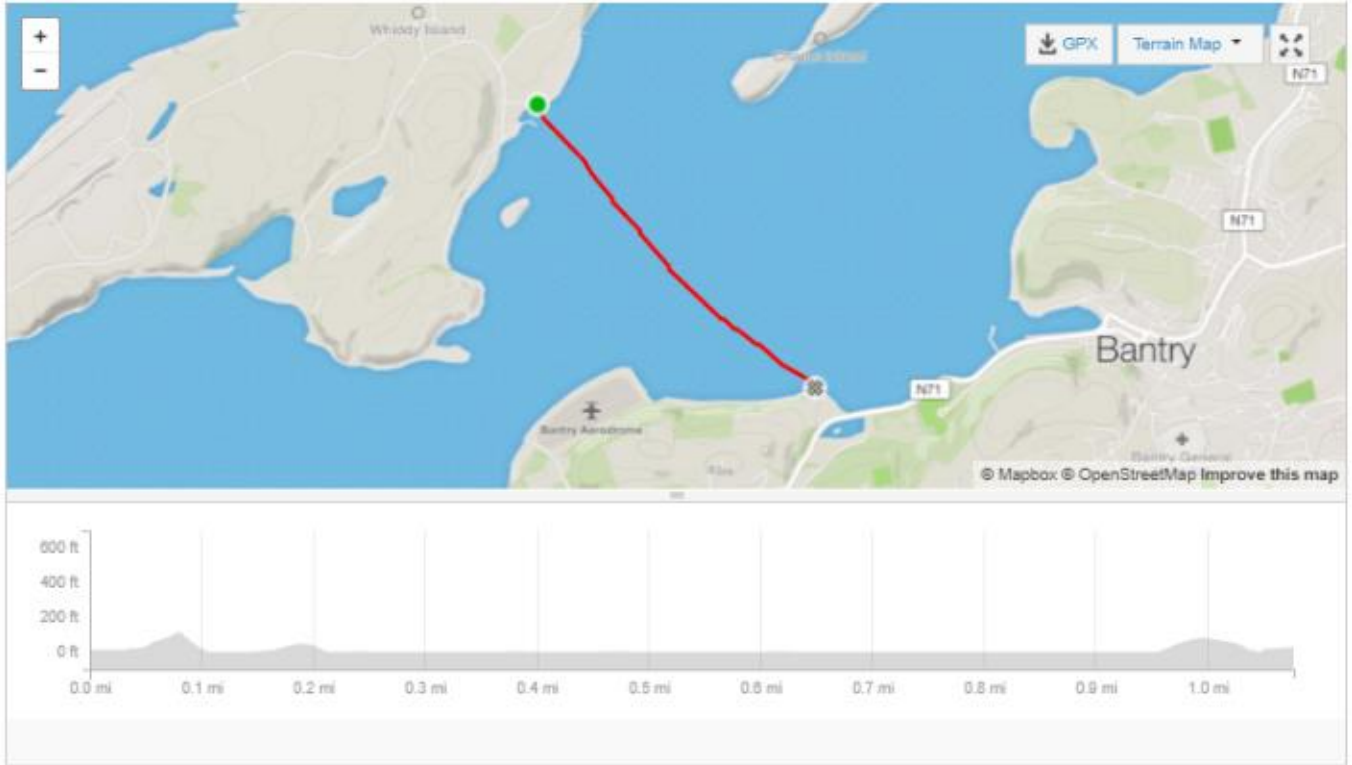 +
−
Whiddy Island
GPX
Terrain Map
N71
N71
Bantry
N71
Bantry Aerodrome
Bantry General
© Mapbox © OpenStreetMap Improve this map
600 ft
400 ft
200 ft
0 ft
0.0 mi
0.1 mi
0.2 mi
0.3 mi
0.4 mi
0.5 mi
0.6 mi
0.7 mi
0.8 mi
0.9 mi
1.0 mi